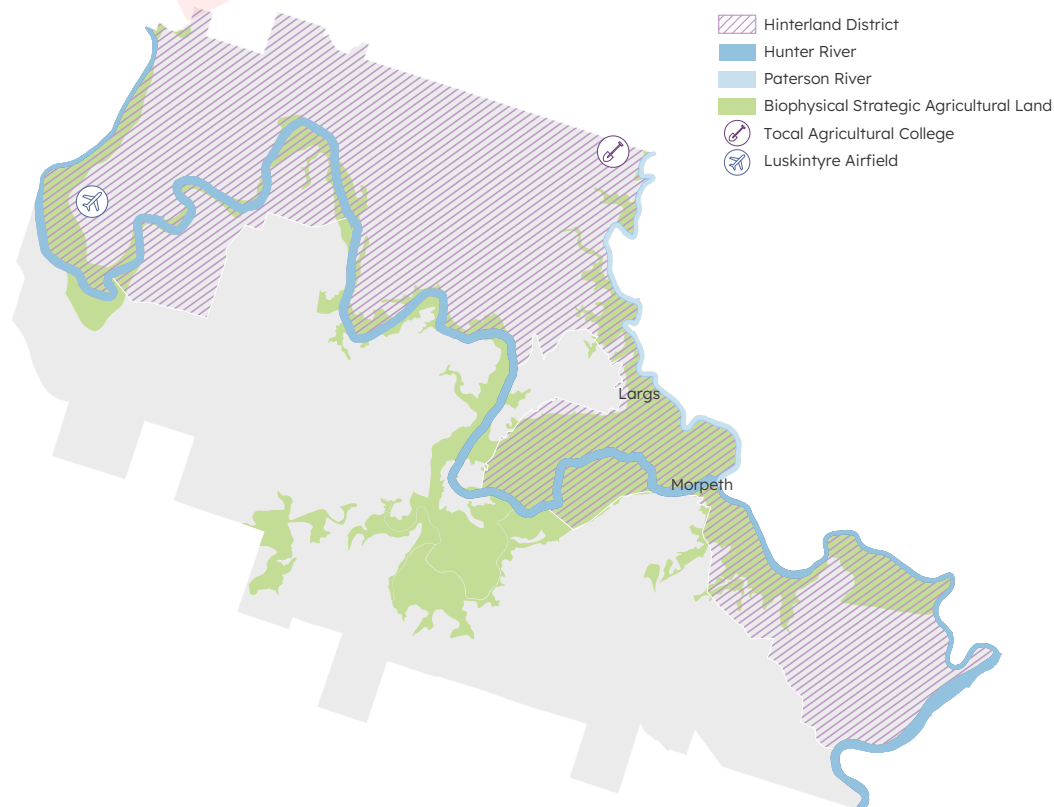 Hinterland District
Hunter River
Paterson River
Biophysical Strategic Agricultural Land
Tocal Agricultural College
Luskintyre Airfield
Largs
Morpeth